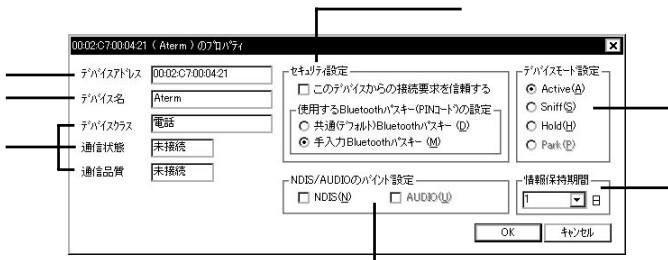 00:02:C7:00:04:21 ( Aterm ) のﾌﾟﾛﾊﾟﾃｨ
ﾃﾞﾊﾞｲｽｱﾄﾞﾚｽ 00:02:C7:00:04:21
ﾃﾞﾊﾞｲｽ名 Aterm
ﾃﾞﾊﾞｲｽｸﾗｽ 電話
通信状態 未接続
通信品質 未接続
ｾｷｭﾘﾃｨ設定
このﾃﾞﾊﾞｲｽからの接続要求を信頼する
使用するBluetoothﾊﾟｽｷｰ(PINｺｰﾄﾞ)の設定
共通(ﾃﾞﾌｫﾙﾄ)Bluetoothﾊﾟｽｷｰ (D)
手入力Bluetoothﾊﾟｽｷｰ (M)
NDIS/AUDIOのﾊﾞｲﾝﾄﾞ設定
NDIS(N) AUDIO(U)
ﾃﾞﾊﾞｲｽﾓｰﾄﾞ設定
Active(A)
Sniff(S)
Hold(H)
Park(P)
情報保持期間
1 日
OK ｷｬﾝｾﾙ